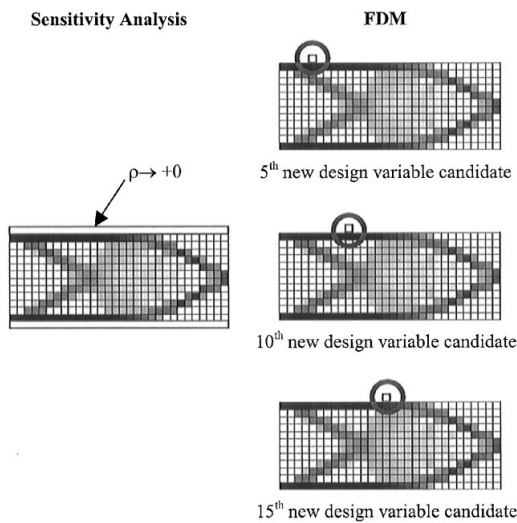 Sensitivity Analysis
FDM
ρ→ +0
5th new design variable candidate
10th new design variable candidate
15th new design variable candidate